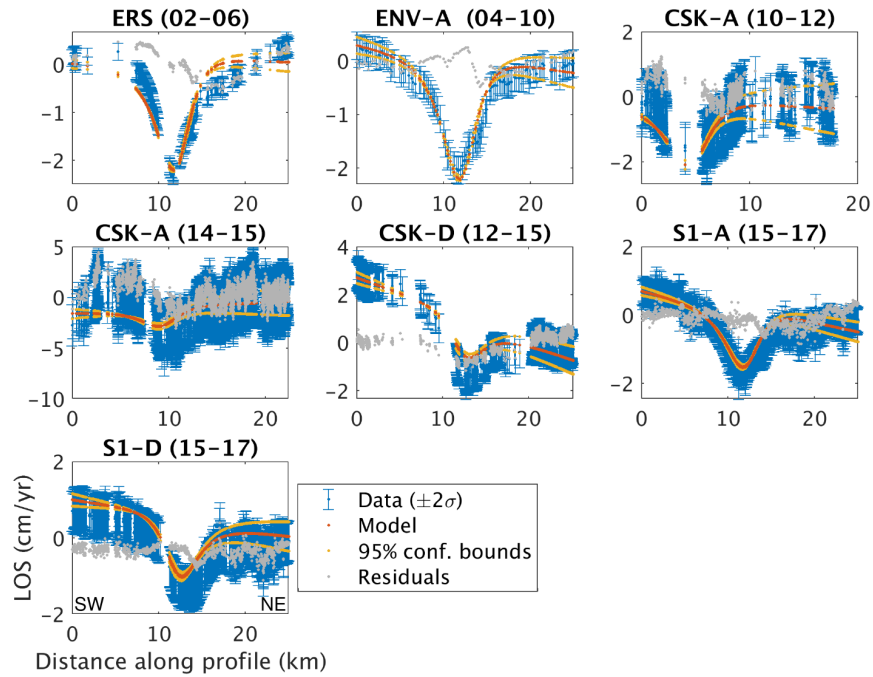 ERS (02-06)
ENV-A (04-10)
CSK-A (10-12)
0
-1
-2
0 10 20
0
-1
-2
0 10 20
2
0
-2
0 5 10 15 20
CSK-A (14-15)
CSK-D (12-15)
S1-A (15-17)
5
0
-5
-10
0 10 20
4
2
0
-2
0 10 20
2
0
-2
0 10 20
S1-D (15-17)
LOS (cm/yr)
2
0
-2
SW
NE
0 10 20
Distance along profile (km)
Data (±2σ)
Model
95% conf. bounds
Residuals